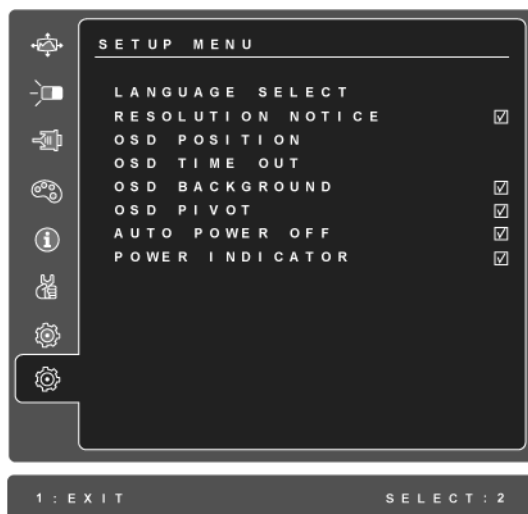 SETUP MENU
LANGUAGE SELECT
RESOLUTION NOTICE
OSD POSITION
OSD TIME OUT
OSD BACKGROUND
OSD PIVOT
AUTO POWER OFF
POWER INDICATOR
1:EXIT SELECT:2